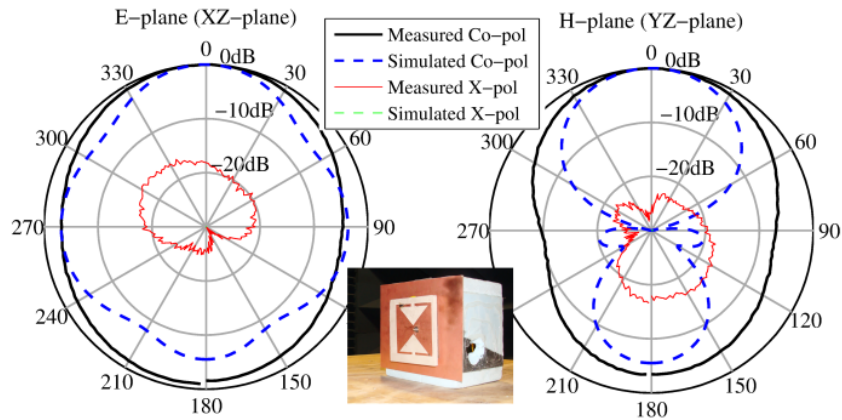 E-plane (XZ-plane)
0
0dB
30
60
90
120
150
180
210
240
270
300
330
-10dB
-20dB
Measured Co-pol
Simulated Co-pol
Measured X-pol
Simulated X-pol
H-plane (YZ-plane)
0
0dB
30
60
90
120
150
180
210
240
270
300
330
-10dB
-20dB